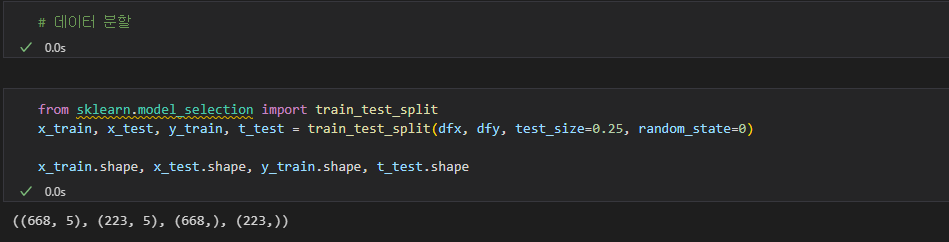 # 데이터 분할
0.0s
from sklearn.model_selection import train_test_split
x_train, x_test, y_train, t_test = train_test_split(dfx, dfy, test_size=0.25, random_state=0)
x_train.shape, x_test.shape, y_train.shape, t_test.shape
0.0s
((668, 5), (223, 5), (668,), (223,))